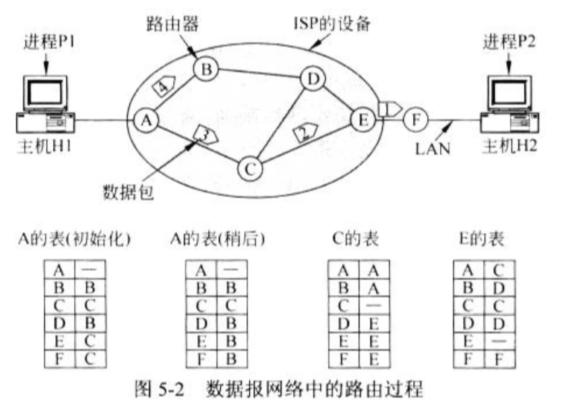 路由器
ISP的设备
进程P1
进程P2
B
D
4
A
1
E
F
3
2
C
主机H1
LAN
主机H2
数据包
A的表(初始化)
A的表(稍后)
C的表
E的表
A —
B B
C C
D B
E C
F C
A —
B B
C C
D B
E B
F B
A A
B A
C —
D E
E E
F E
A C
B D
C C
D D
E —
F F
图 5-2 数据报网络中的路由过程